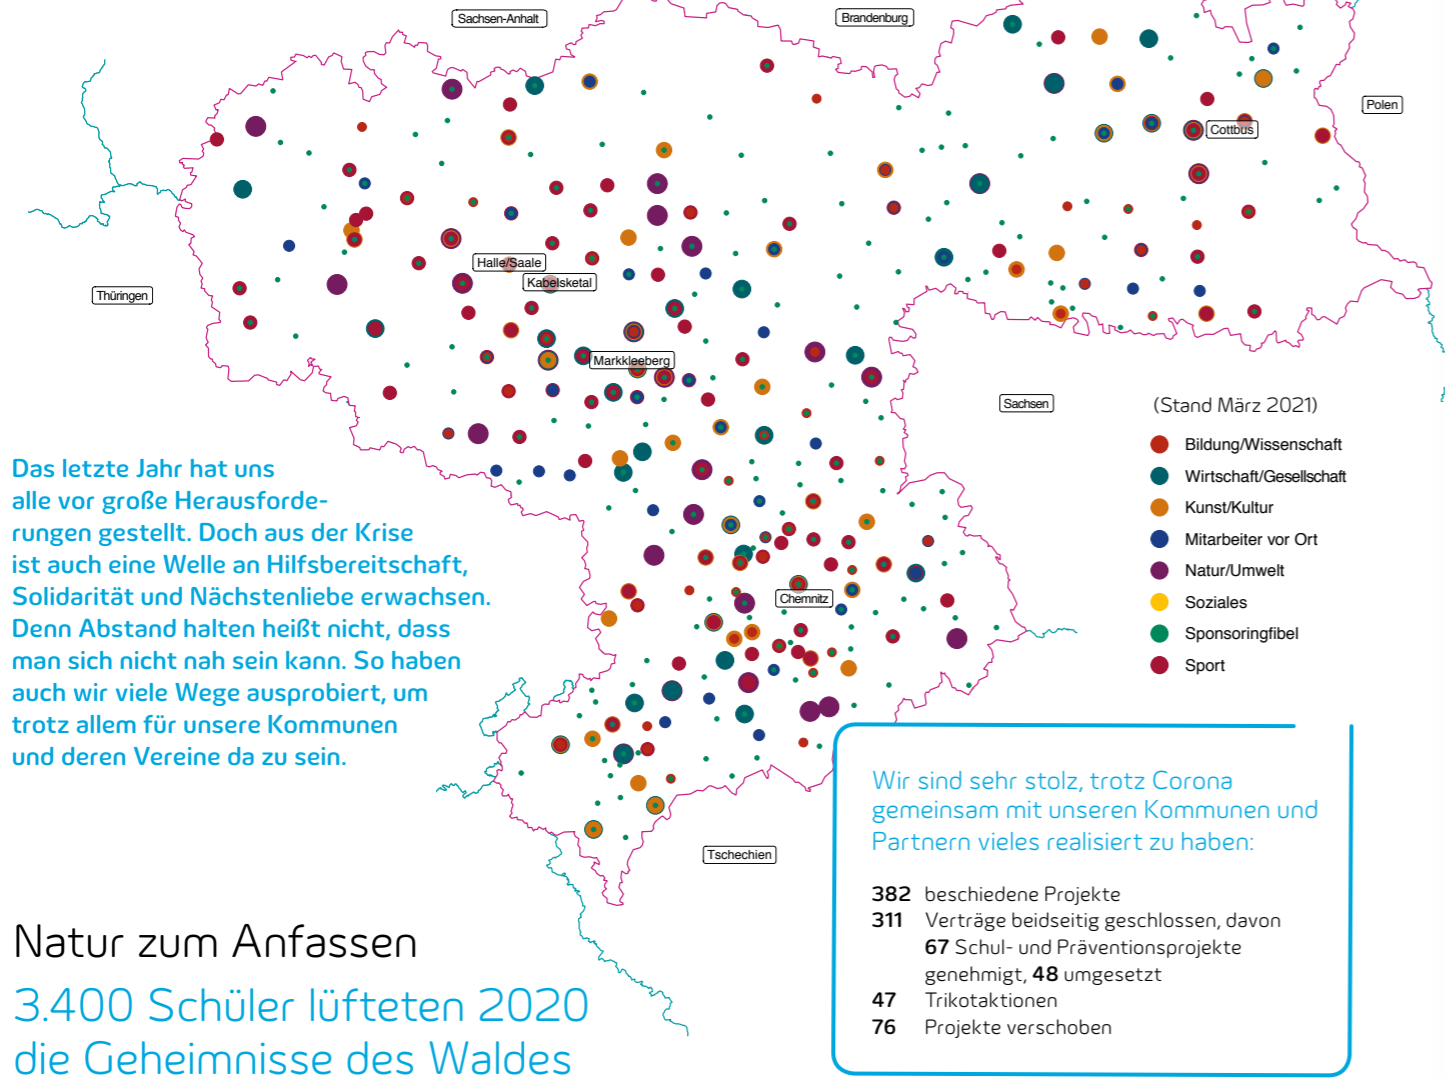 Sachsen-Anhalt
Brandenburg
Polen
Cottbus
Halle/Saale
Kabelsketal
Thüringen
Markkleeberg
Sachsen
(Stand März 2021)
Bildung/Wissenschaft
Wirtschaft/Gesellschaft
Kunst/Kultur
Mitarbeiter vor Ort
Natur/Umwelt
Soziales
Sponsoringfibel
Sport
Das letzte Jahr hat uns
alle vor große Herausforde-
rungen gestellt. Doch aus der Krise
ist auch eine Welle an Hilfsbereitschaft,
Solidarität und Nächstenliebe erwachsen.
Denn Abstand halten heißt nicht, dass
man sich nicht nah sein kann. So haben
auch wir viele Wege ausprobiert, um
trotz allem für unsere Kommunen
und deren Vereine da zu sein.
Chemnitz
Tschechien
Wir sind sehr stolz, trotz Corona
gemeinsam mit unseren Kommunen und
Partnern vieles realisiert zu haben:
382 beschiedene Projekte
311 Verträge beidseitig geschlossen, davon
67 Schul- und Präventionsprojekte
genehmigt, 48 umgesetzt
47 Trikotaktionen
76 Projekte verschoben
Natur zum Anfassen
3.400 Schüler lüfteten 2020
die Geheimnisse des Waldes